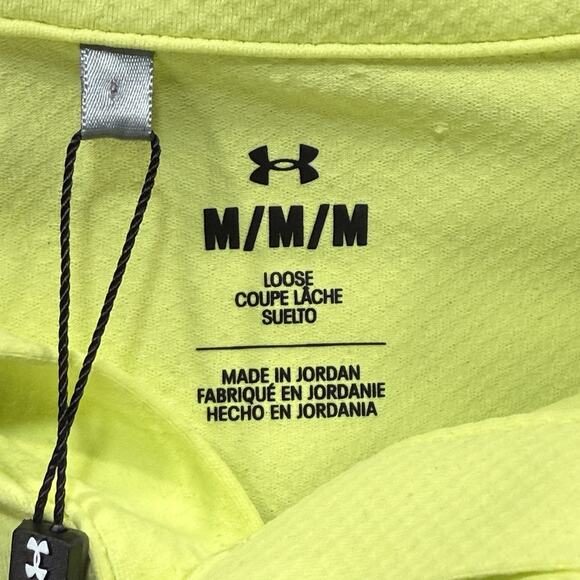 M/M/M
LOOSE
COUPE LÂCHE
SUELTO
MADE IN JORDAN
FABRIQUÉ EN JORDANIE
HECHO EN JORDANIA